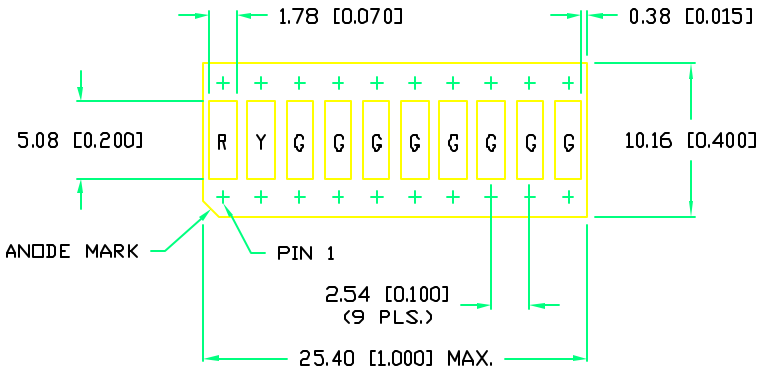 1.78 [0.070]
0.38 [0.015]
5.08 [0.200]
R Y G G G G G G G G
10.16 [0.400]
ANODE MARK
PIN 1
2.54 [0.100]
(9 PLS.)
25.40 [1.000] MAX.